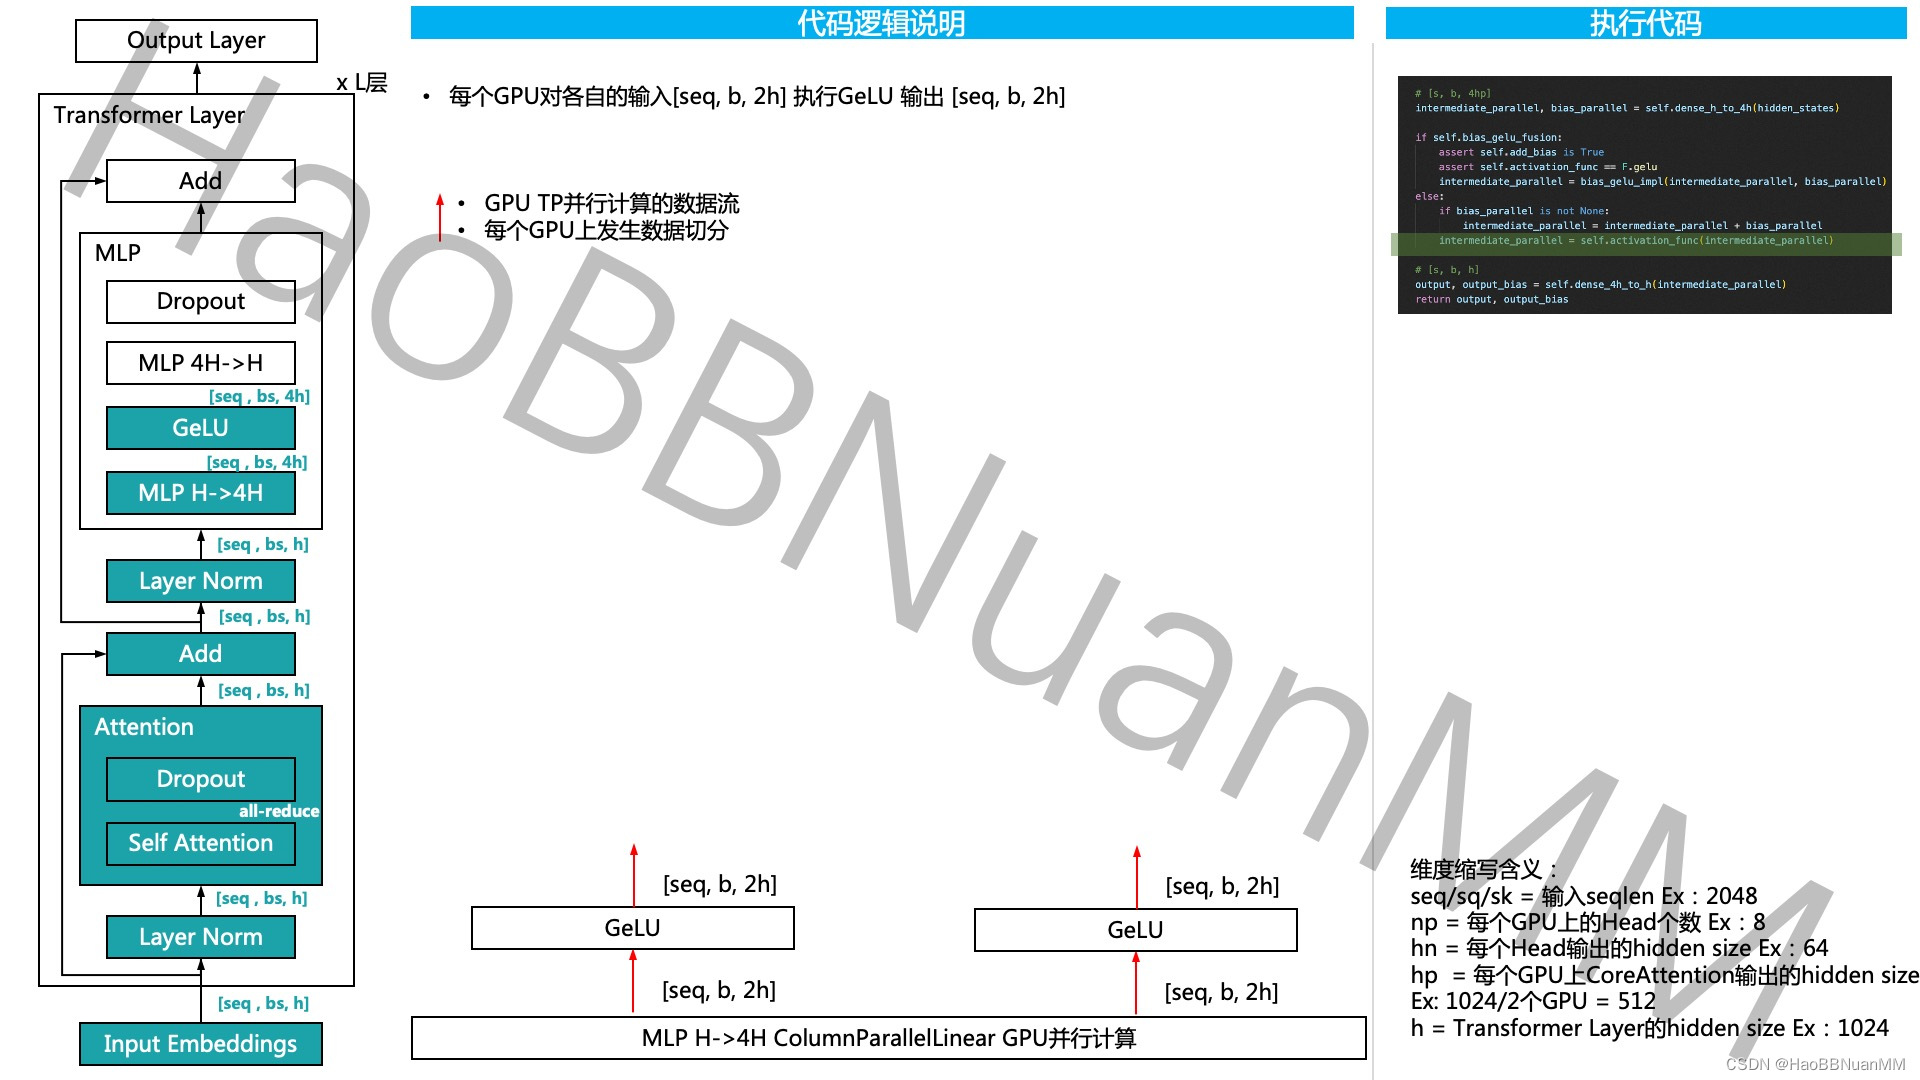 Output Layer
x L层
Transformer Layer
Add
MLP
Dropout
MLP 4H->H
[seq , bs, 4h]
GeLU
[seq , bs, 4h]
MLP H->4H
[seq , bs, h]
Layer Norm
[seq , bs, h]
Add
[seq , bs, h]
Attention
Dropout
all-reduce
Self Attention
[seq , bs, h]
Layer Norm
[seq , bs, h]
Input Embeddings
代码逻辑说明
• 每个GPU对各自的输入[seq, b, 2h] 执行GeLU 输出 [seq, b, 2h]
• GPU TP并行计算的数据流
• 每个GPU上发生数据切分
[seq, b, 2h]
[seq, b, 2h]
GeLU
GeLU
[seq, b, 2h]
[seq, b, 2h]
MLP H->4H ColumnParallelLinear GPU并行计算
执行代码
# [s, b, 4hp]
intermediate_parallel, bias_parallel = self.dense_h_to_4h(hidden_states)
if self.bias_gelu_fusion:
assert self.add_bias is True
assert self.activation_func == F.gelu
intermediate_parallel = bias_gelu_impl(intermediate_parallel, bias_parallel)
else:
if bias_parallel is not None:
intermediate_parallel = intermediate_parallel + bias_parallel
intermediate_parallel = self.activation_func(intermediate_parallel)
# [s, b, h]
output, output_bias = self.dense_4h_to_h(intermediate_parallel)
return output, output_bias
维度缩写含义：
seq/sq/sk = 输入seqlen Ex：2048
np = 每个GPU上的Head个数 Ex：8
hn = 每个Head输出的hidden size Ex：64
hp = 每个GPU上CoreAttention输出的hidden size
Ex: 1024/2个GPU = 512
h = Transformer Layer的hidden size Ex：1024
HaoBBNuanMM
CSDN @HaoBBNuanMM